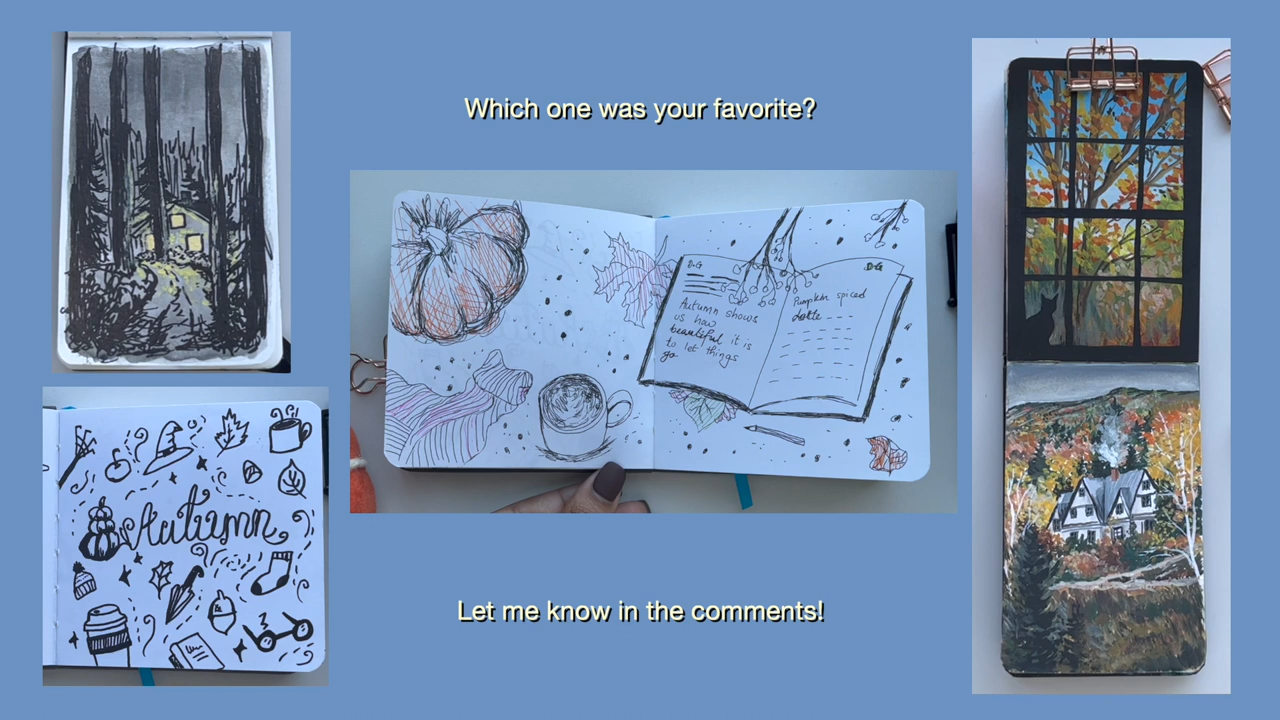 Which one was your favorite?
Autumn shows
us how
beautiful it is
to let things
go
Pumpkin spiced
Autumn
Let me know in the comments!